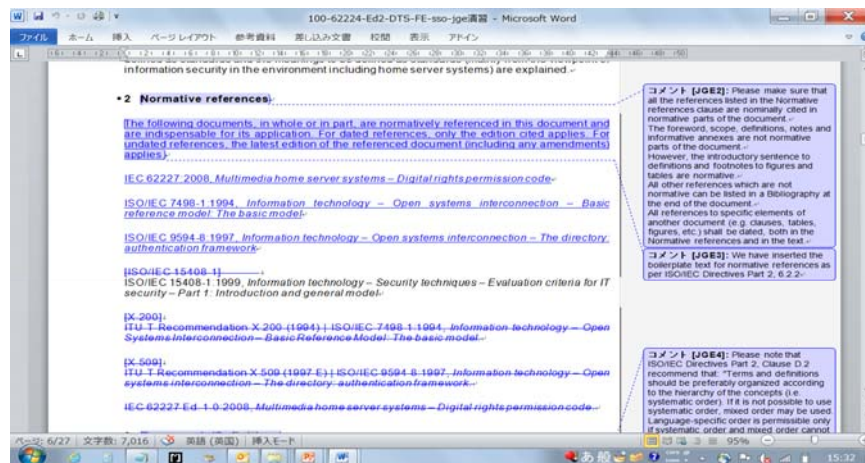 100-62224-Ed2-DTS-FE-sso-jge演習 - Microsoft Word
ファイル ホーム 挿入 ページ レイアウト 参考資料 差し込み文書 校閲 表示 アドイン
information security in the environment including home server systems) are explained.
2 Normative references
The following documents, in whole or in part, are normatively referenced in this document and
are indispensable for its application. For dated references, only the edition cited applies. For
undated references, the latest edition of the referenced document (including any amendments)
applies.
IEC 62227:2008, Multimedia home server systems – Digital rights permission code
ISO/IEC 7498-1:1994, Information technology – Open systems interconnection – Basic
reference model: The basic model
ISO/IEC 9594-8:1997, Information technology – Open systems interconnection – The directory:
authentication framework
[ISO/IEC 15408-1]
ISO/IEC 15408-1:1999, Information technology – Security techniques – Evaluation criteria for IT
security – Part 1: Introduction and general model
[X.200]
ITU-T Recommendation X.200 (1994) | ISO/IEC 7498-1:1994, Information technology – Open
Systems Interconnection – Basic Reference Model: The basic model
[X.509]
ITU-T Recommendation X.509 (1997 E) | ISO/IEC 9594-8:1997, Information technology – Open
systems interconnection – The directory: authentication framework
IEC 62227 Ed. 1.0:2008, Multimedia home server systems – Digital rights permission code
コメント [JGE2]: Please make sure that
all the references listed in the Normative
references clause are nominally cited in
normative parts of the document.
The foreword, scope, definitions, notes and
informative annexes are not normative
parts of the document.
However, the introductory sentence to
definitions and footnotes to figures and
tables are normative.
All other references which are not
normative can be listed in a Bibliography at
the end of the document.
All references to specific elements of
another document (e.g. clauses, tables,
figures, etc.) shall be dated, both in the
Normative references and in the text.
コメント [JGE3]: We have inserted the
boilerplate text for normative references as
per ISO/IEC Directives Part 2, 6.2.2
コメント [JGE4]: Please note that
ISO/IEC Directives Part 2, Clause D.2
recommend that: "Terms and definitions
should be preferably organized according
to the hierarchy of the concepts (i.e.
systematic order). If it is not possible to use
systematic order, mixed order may be used.
Language-specific order is permissible only
if systematic order and mixed order cannot
ページ: 6/27 文字数: 7,016 英語 (英国) 挿入モード 95%
あ 般 15:32